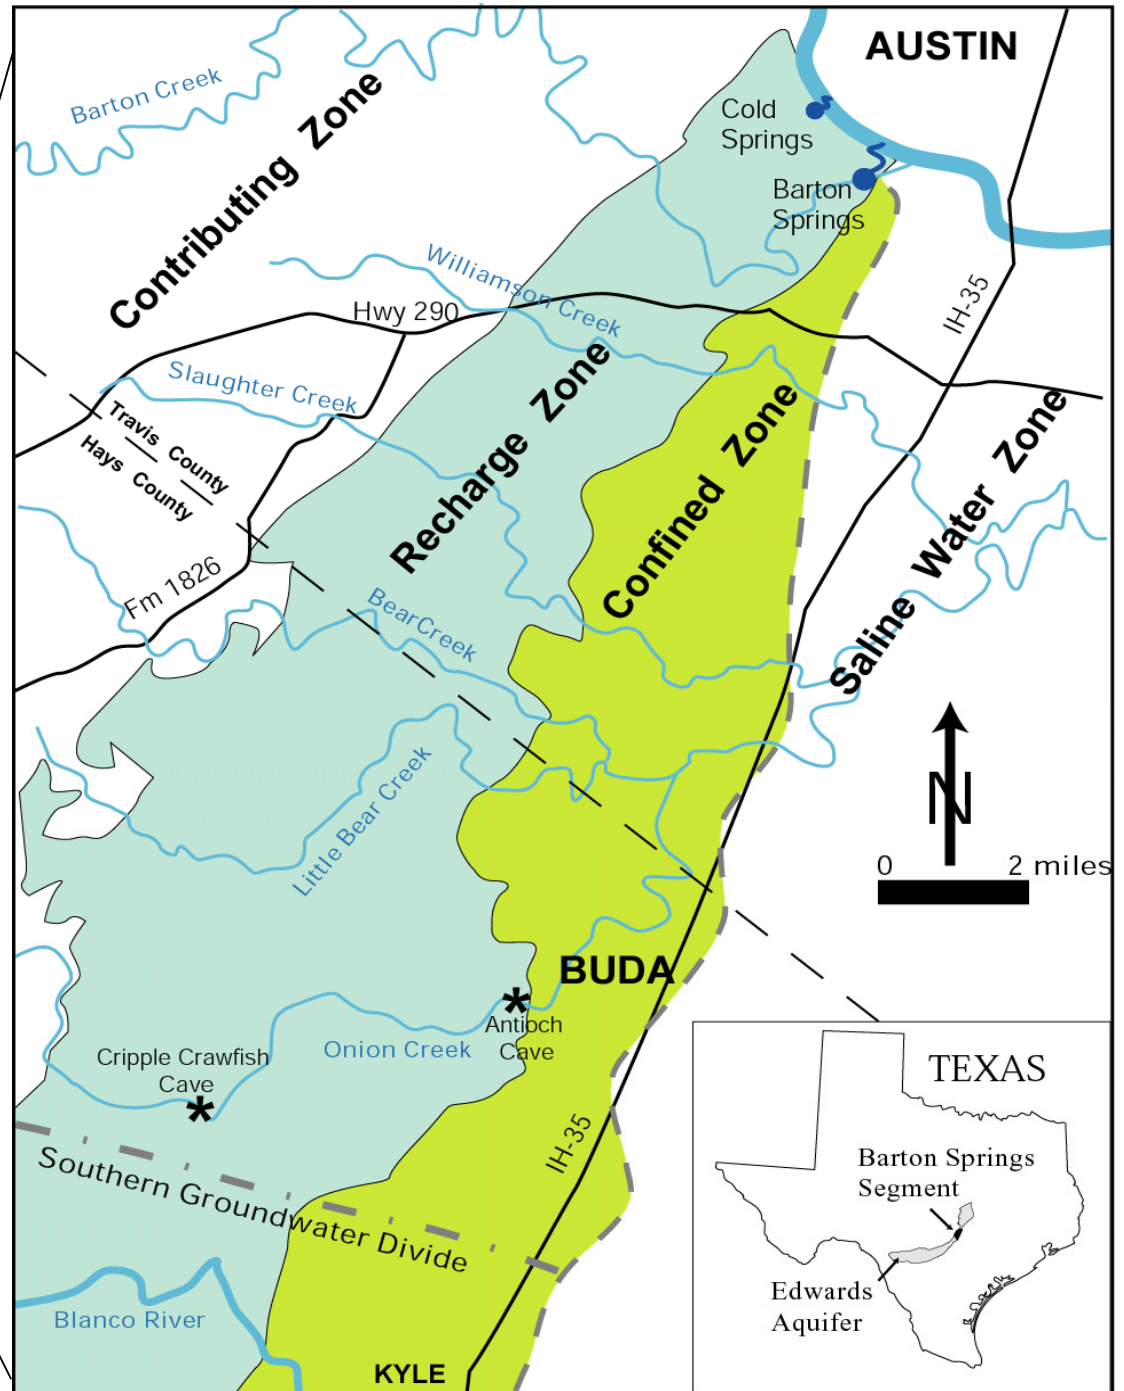 AUSTIN
Barton Creek
Contributing Zone
Cold
Springs
Barton
Springs
Williamson Creek
Hwy 290
IH-35
Slaughter Creek
Travis County
Hays County
Recharge Zone
Confined Zone
Saline Water Zone
Fm 1826
BearCreek
Little Bear Creek
N
0 2 miles
BUDA
Antioch
Cave
Onion Creek
Cripple Crawfish
Cave
IH-35
Southern Groundwater Divide
Blanco River
KYLE
TEXAS
Barton Springs
Segment
Edwards
Aquifer